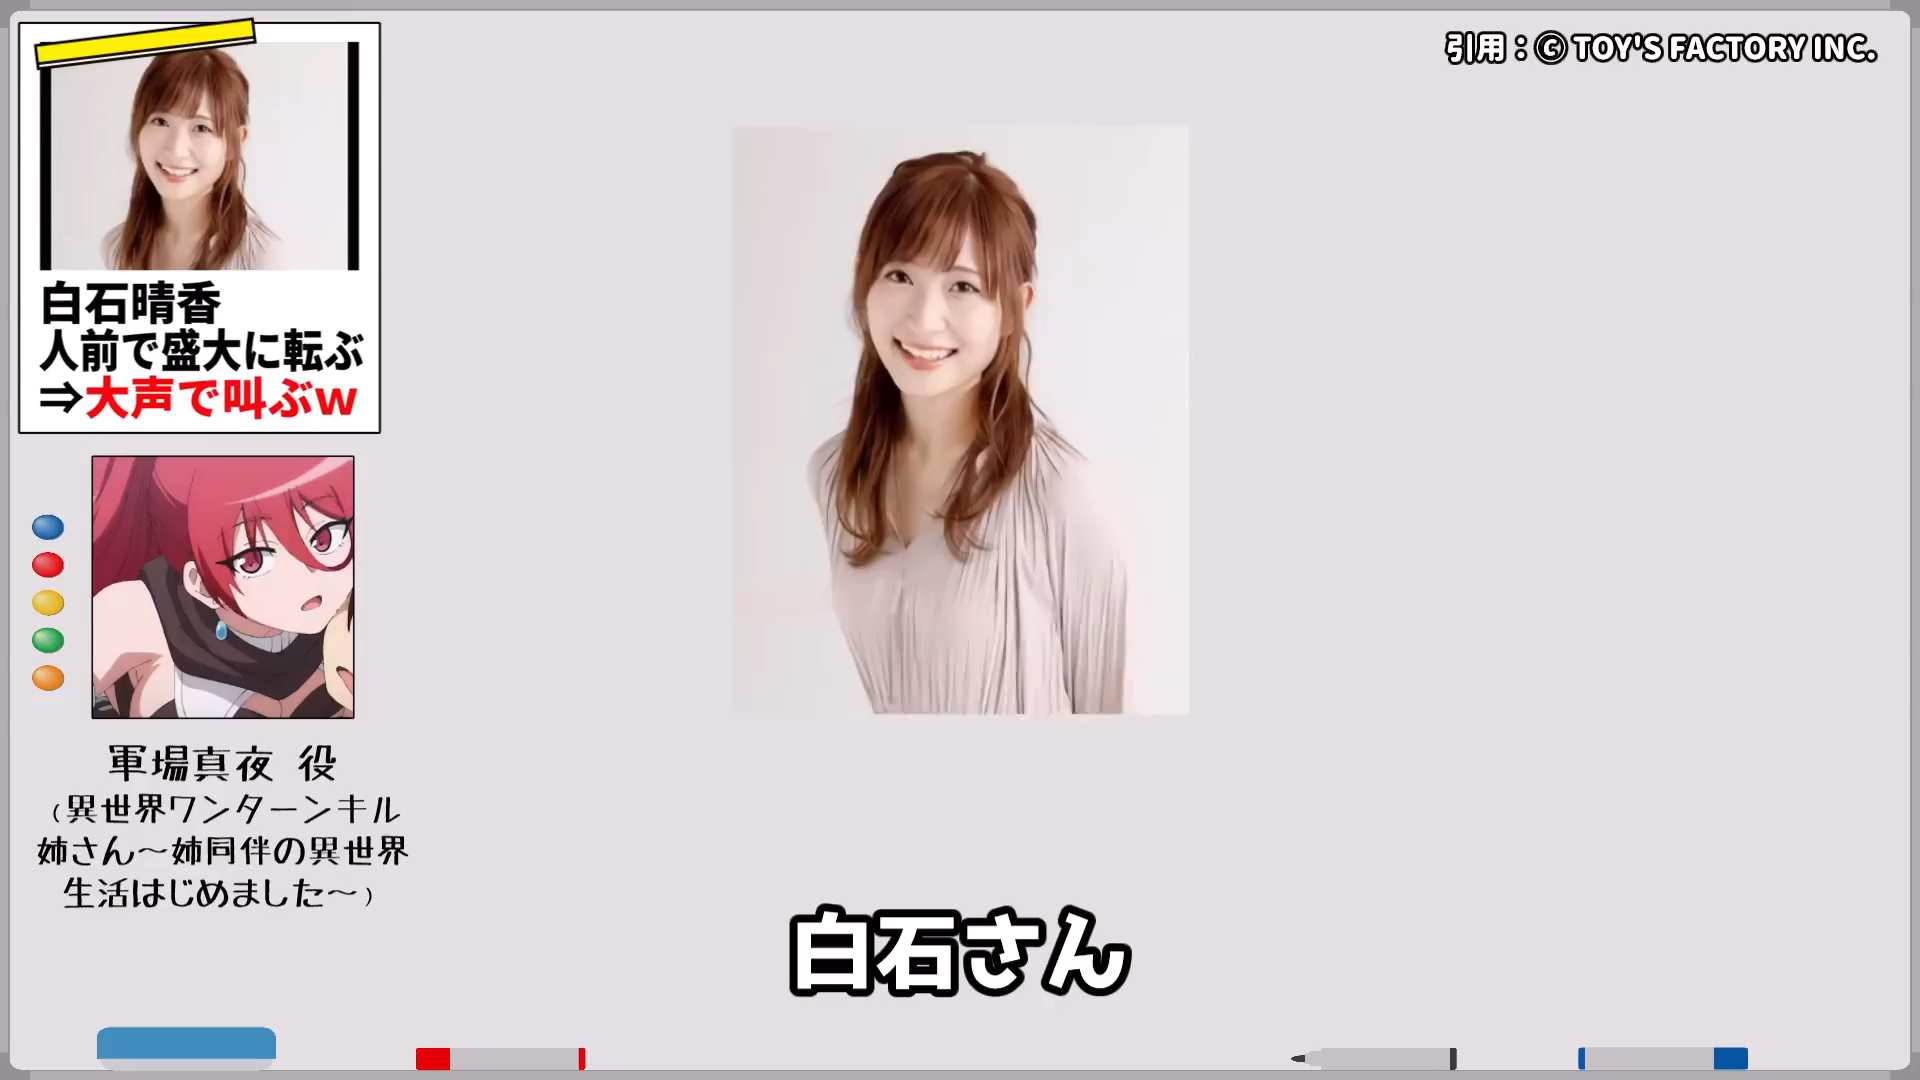 白石晴香
人前で盛大に転ぶ
⇒大声で叫ぶw
軍場真夜 役
(異世界ワンターンキル
姉さん～姉同伴の異世界
生活はじめました～)
引用：© TOY'S FACTORY INC.
白石さん